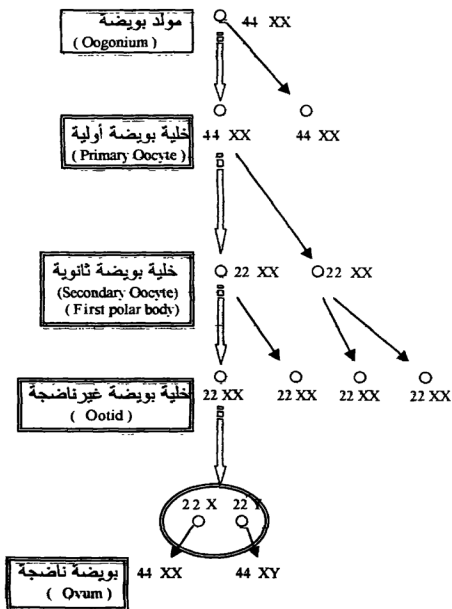 مولد بويضة
( Oogonium )
44 XX
خلية بويضة أولية
( Primary Oocyte )
44 XX
44 XX
خلية بويضة ثانوية
(Secondary Oocyte)
( First polar body)
22 XX
22 XX
خلية بويضة غيرناضجة
( Ootid )
22 XX
22 XX
22 XX
22 XX
22 X
22 Y
بويضة ناضجة
( Ovum )
44 XX
44 XY